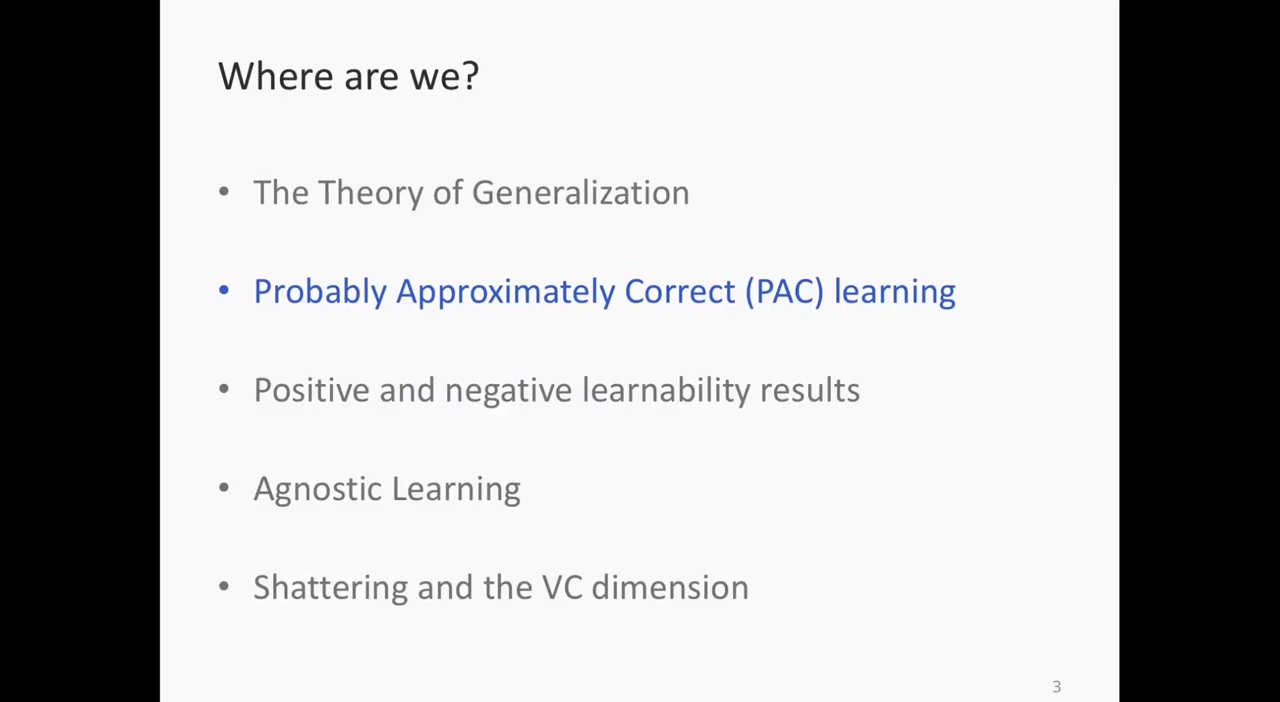 Where are we?
• The Theory of Generalization
• Probably Approximately Correct (PAC) learning
• Positive and negative learnability results
• Agnostic Learning
• Shattering and the VC dimension
3